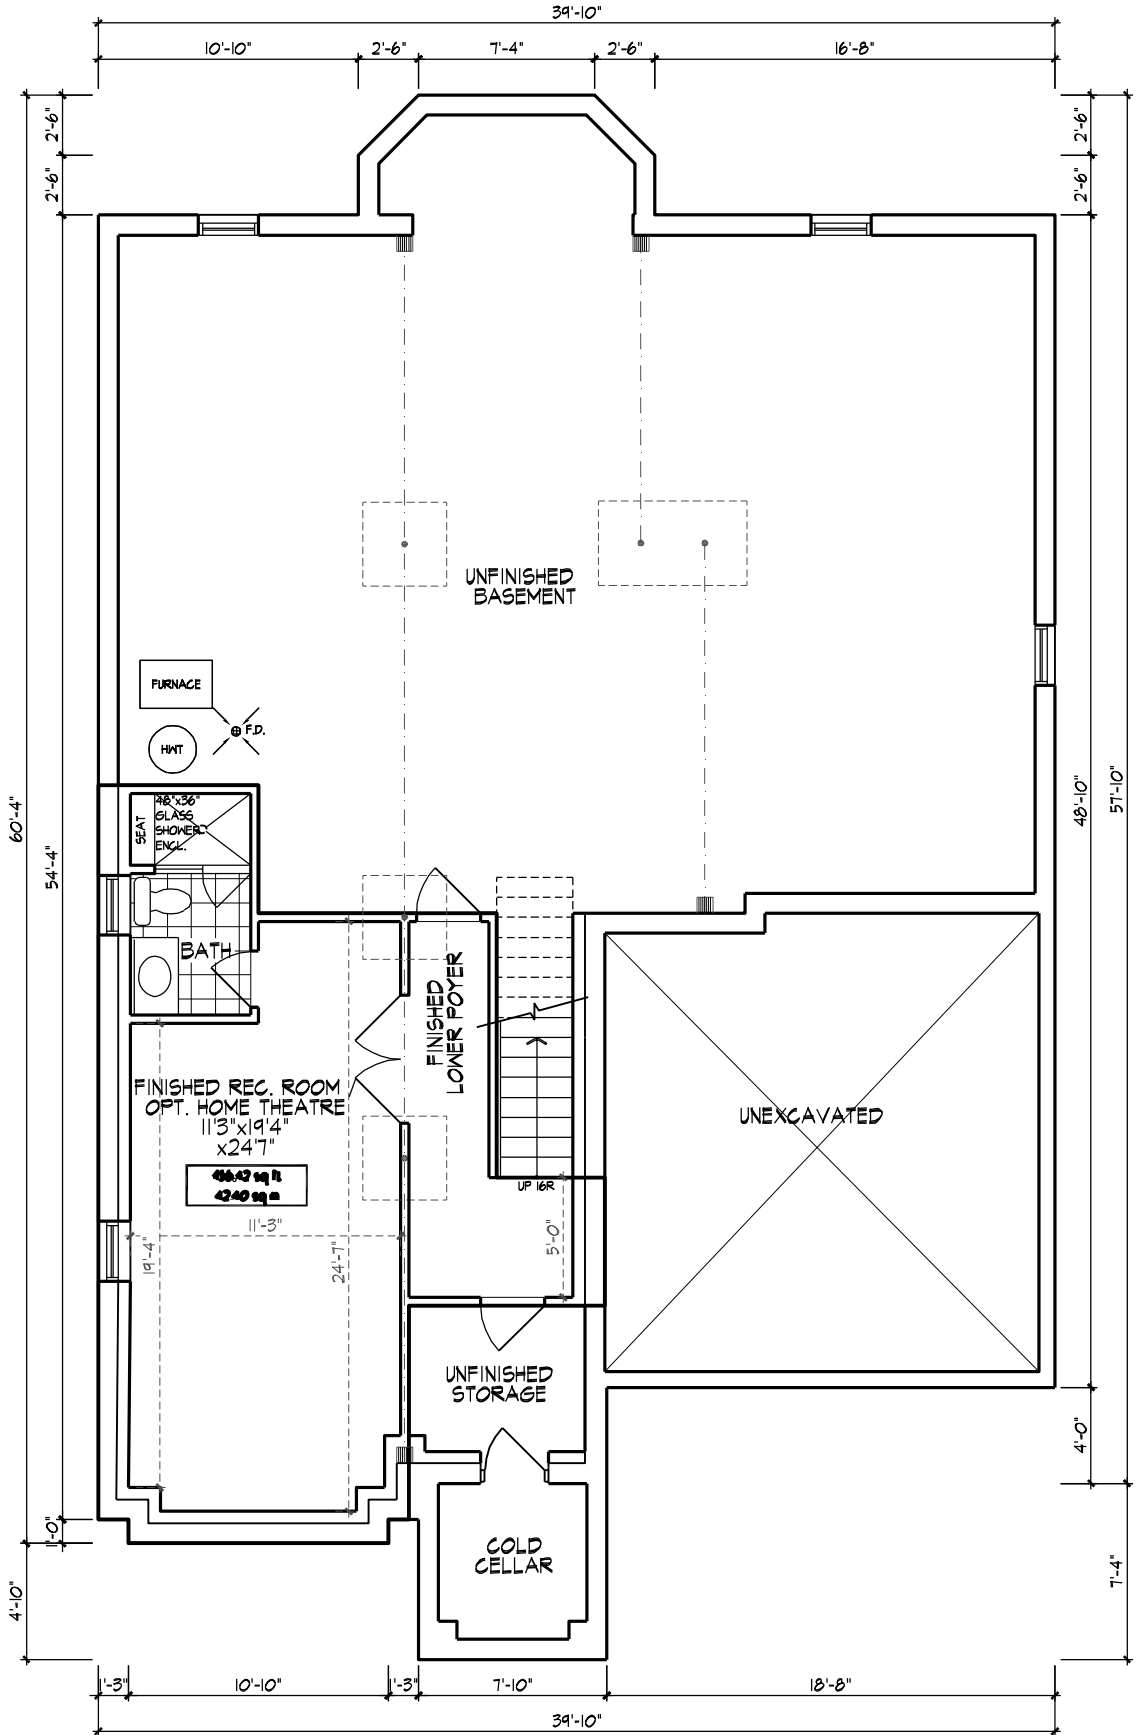 39'-10"
10'-10"
2'-6"
7'-4"
2'-6"
16'-8"
2'-6"
2'-6"
2'-6"
2'-6"
UNFINISHED
BASEMENT
FURNACE
F.D.
HWT
60'-4"
54'-4"
48'-10"
57'-10"
SEAT
48"x36"
GLASS
SHOWER
ENCL.
BATH
FINISHED
LOWER FOYER
FINISHED REC. ROOM
OPT. HOME THEATRE
11'3"x19'4"
x24'7"
42.40 sq m
UNEXCAVATED
UP 16R
11'-3"
19'-4"
24'-7"
5'-0"
UNFINISHED
STORAGE
COLD
CELLAR
1'-0"
4'-10"
4'-0"
7'-4"
1'-3"
10'-10"
1'-3"
7'-10"
18'-8"
39'-10"